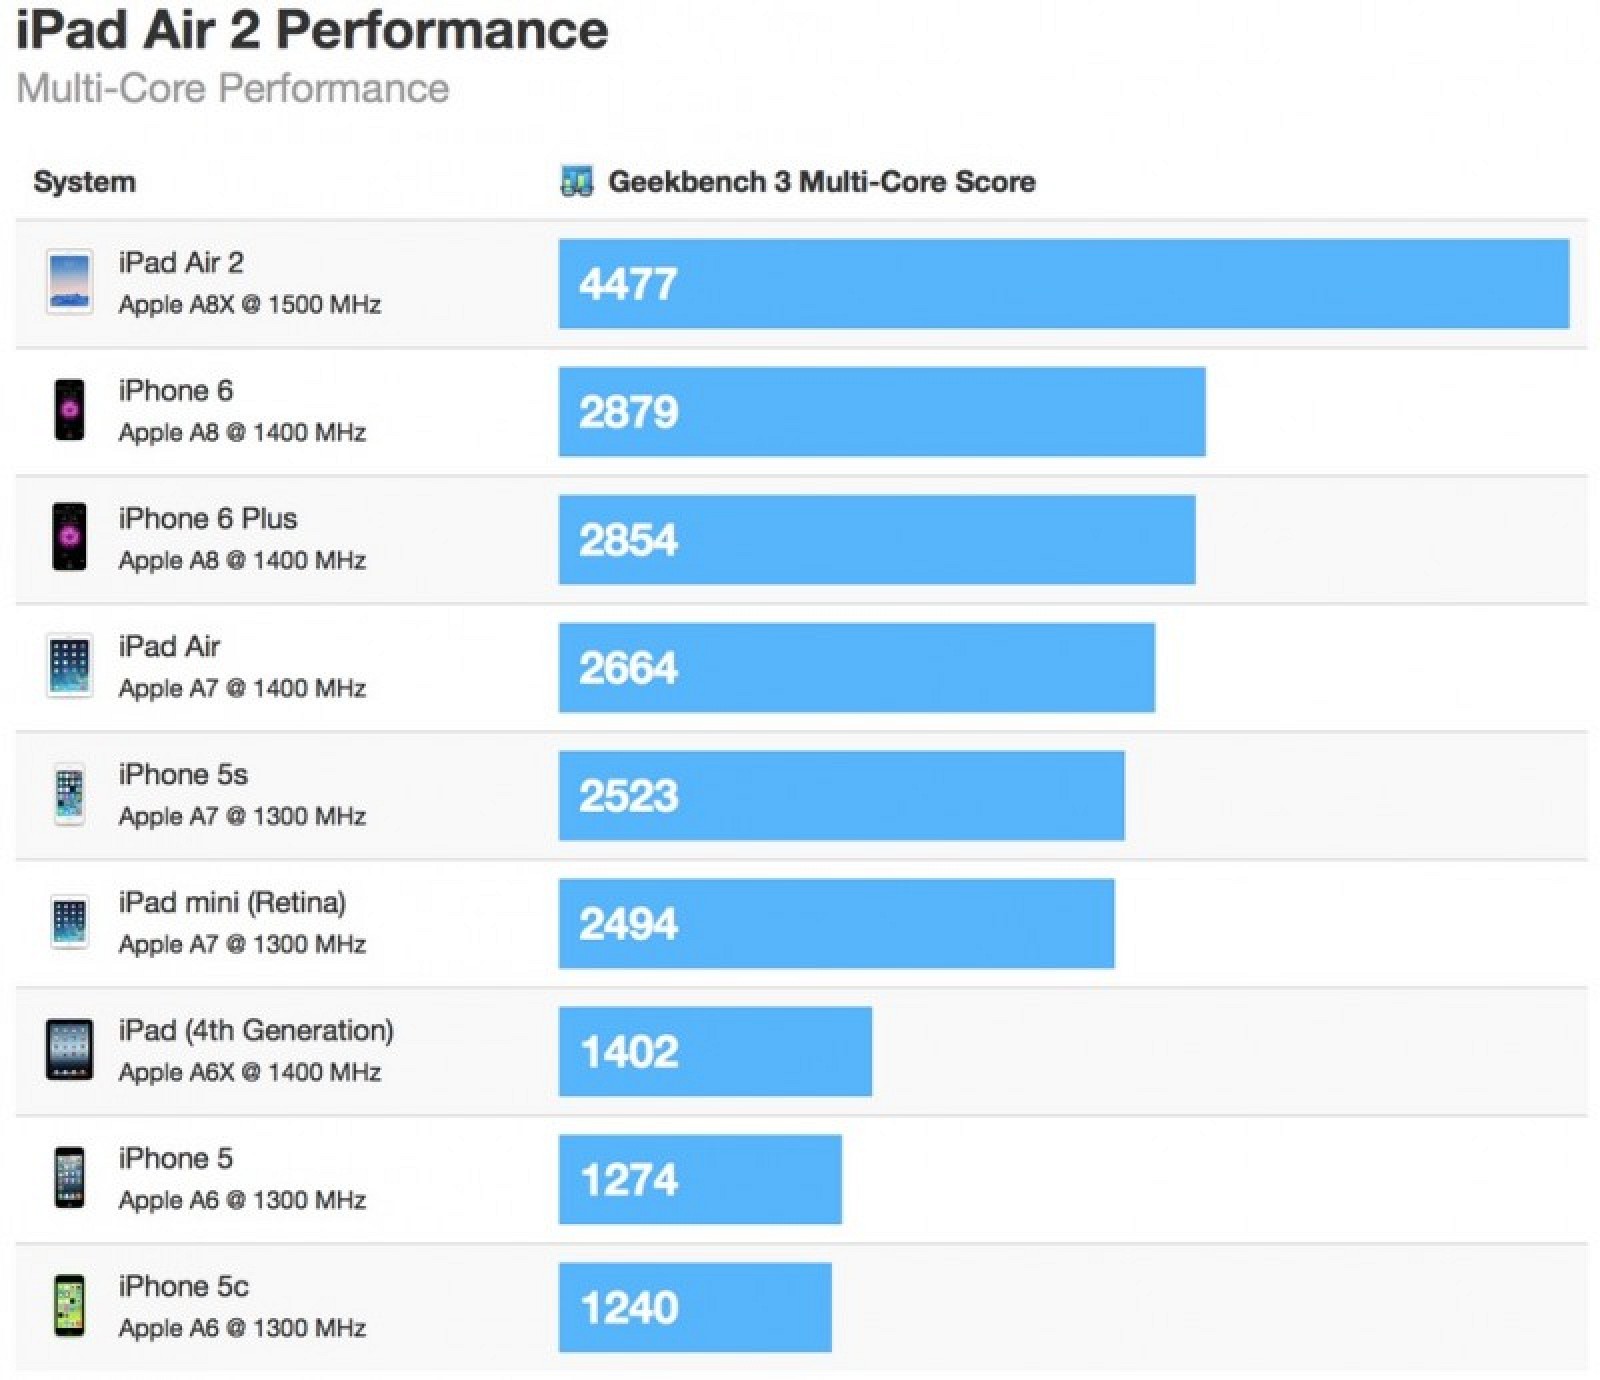 iPad Air 2 Performance
Multi-Core Performance
System
Geekbench 3 Multi-Core Score
iPad Air 2
Apple A8X @ 1500 MHz
4477
iPhone 6
Apple A8 @ 1400 MHz
2879
iPhone 6 Plus
Apple A8 @ 1400 MHz
2854
iPad Air
Apple A7 @ 1400 MHz
2664
iPhone 5s
Apple A7 @ 1300 MHz
2523
iPad mini (Retina)
Apple A7 @ 1300 MHz
2494
iPad (4th Generation)
Apple A6X @ 1400 MHz
1402
iPhone 5
Apple A6 @ 1300 MHz
1274
iPhone 5c
Apple A6 @ 1300 MHz
1240